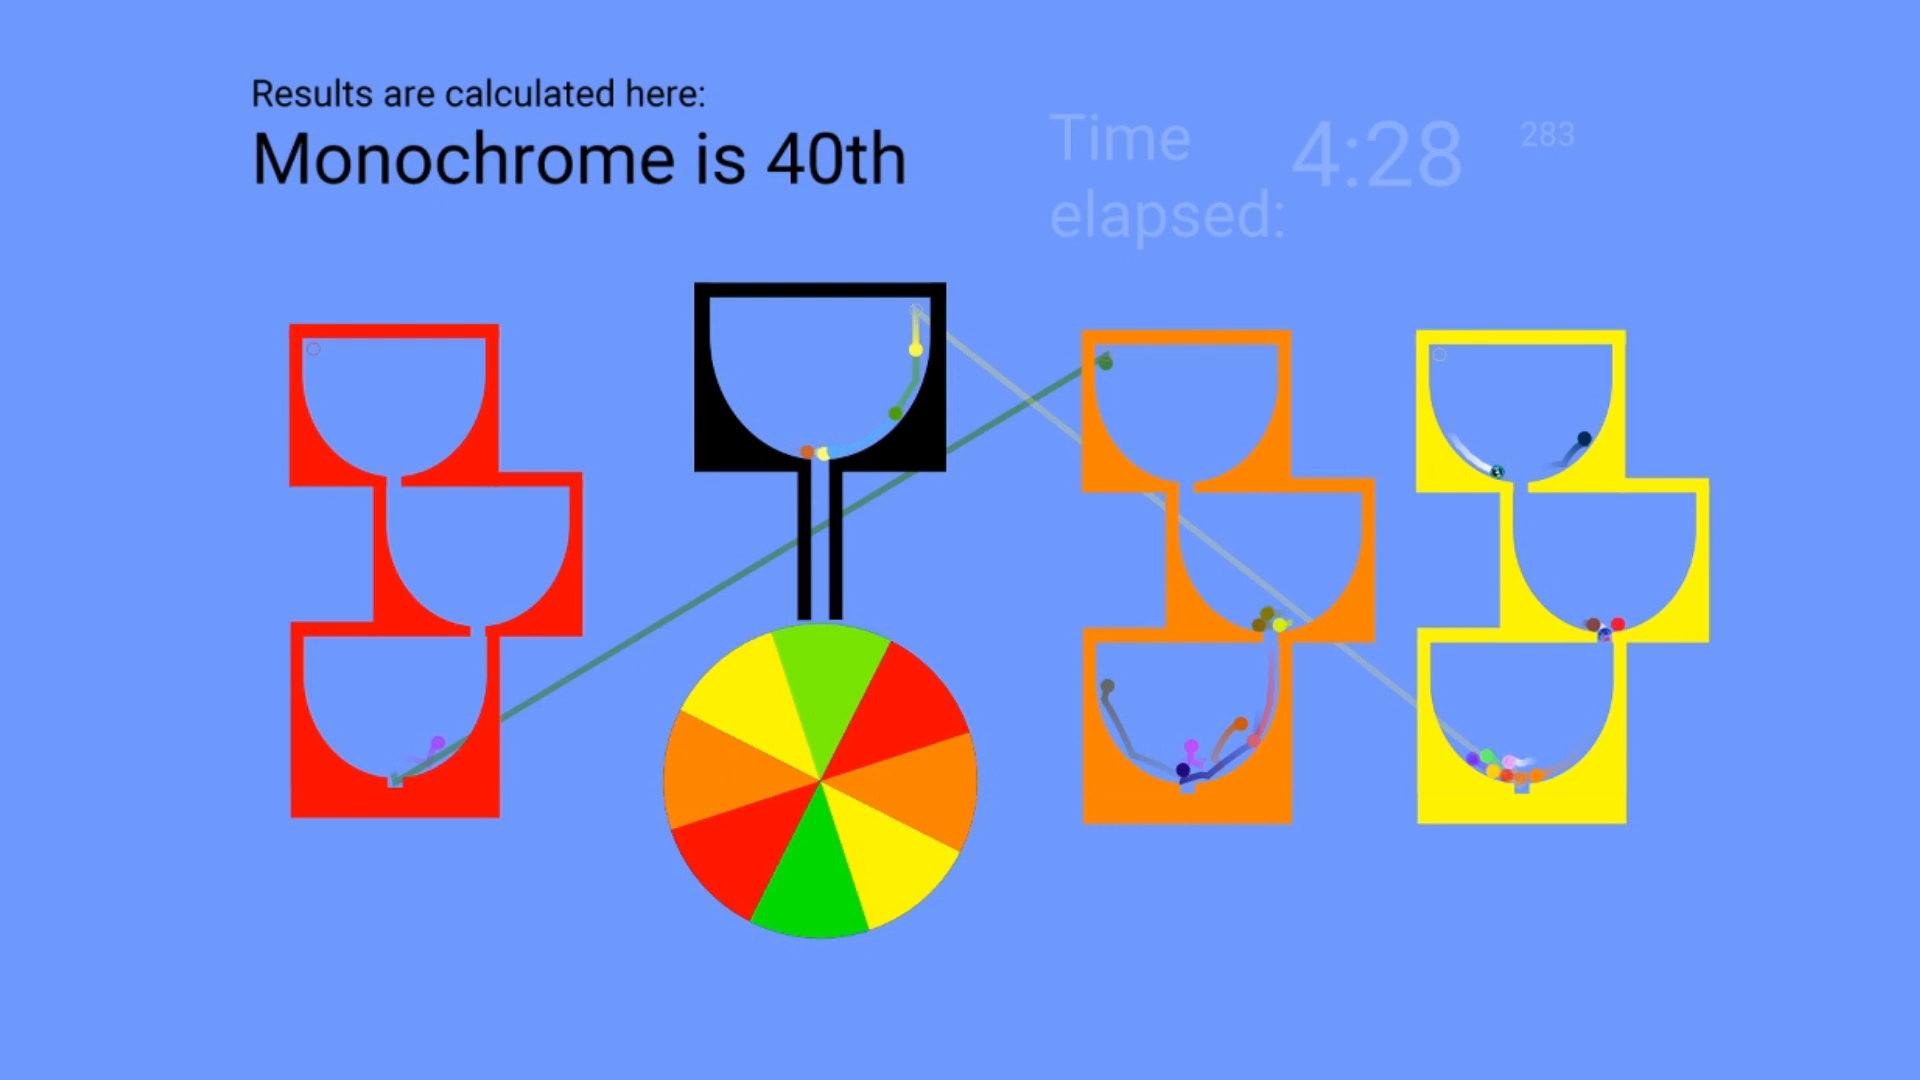 Results are calculated here:
Monochrome is 40th
Time
elapsed:
4:28
283